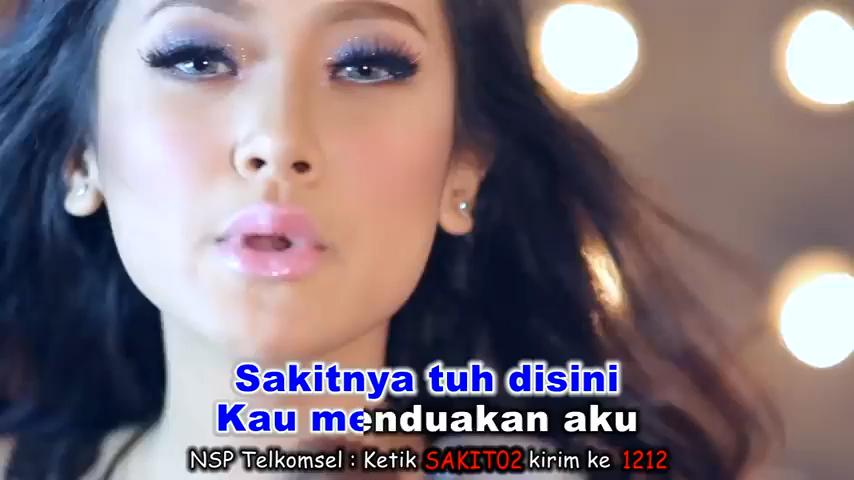 Sakitnya tuh disini
Kau menduakan aku
NSP Telkomsel : Ketik SAKIT02 kirim ke 1212